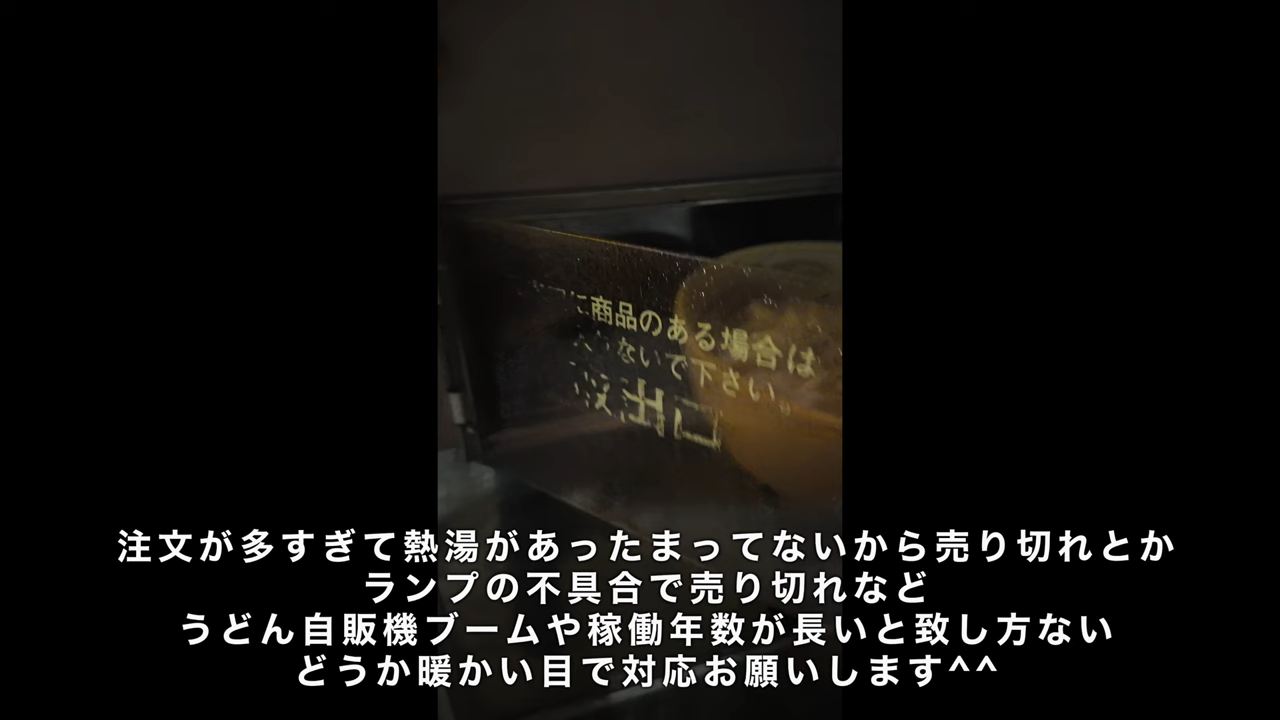 に商品のある場合は
ないで下さい。
取出口
注文が多すぎて熱湯があったまってないから売り切れとか
ランプの不具合で売り切れなど
うどん自販機ブームや稼働年数が長いと致し方ない
どうか暖かい目で対応お願いします^^